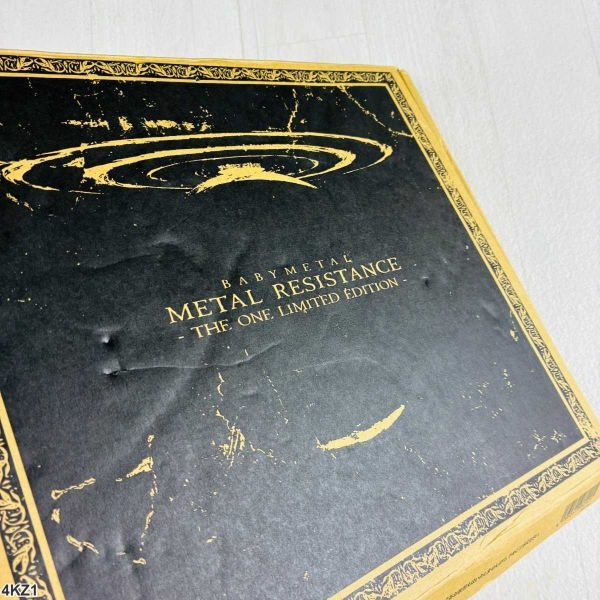 BABYMETAL
METAL RESISTANCE
- THE ONE LIMITED EDITION -
4KZ1